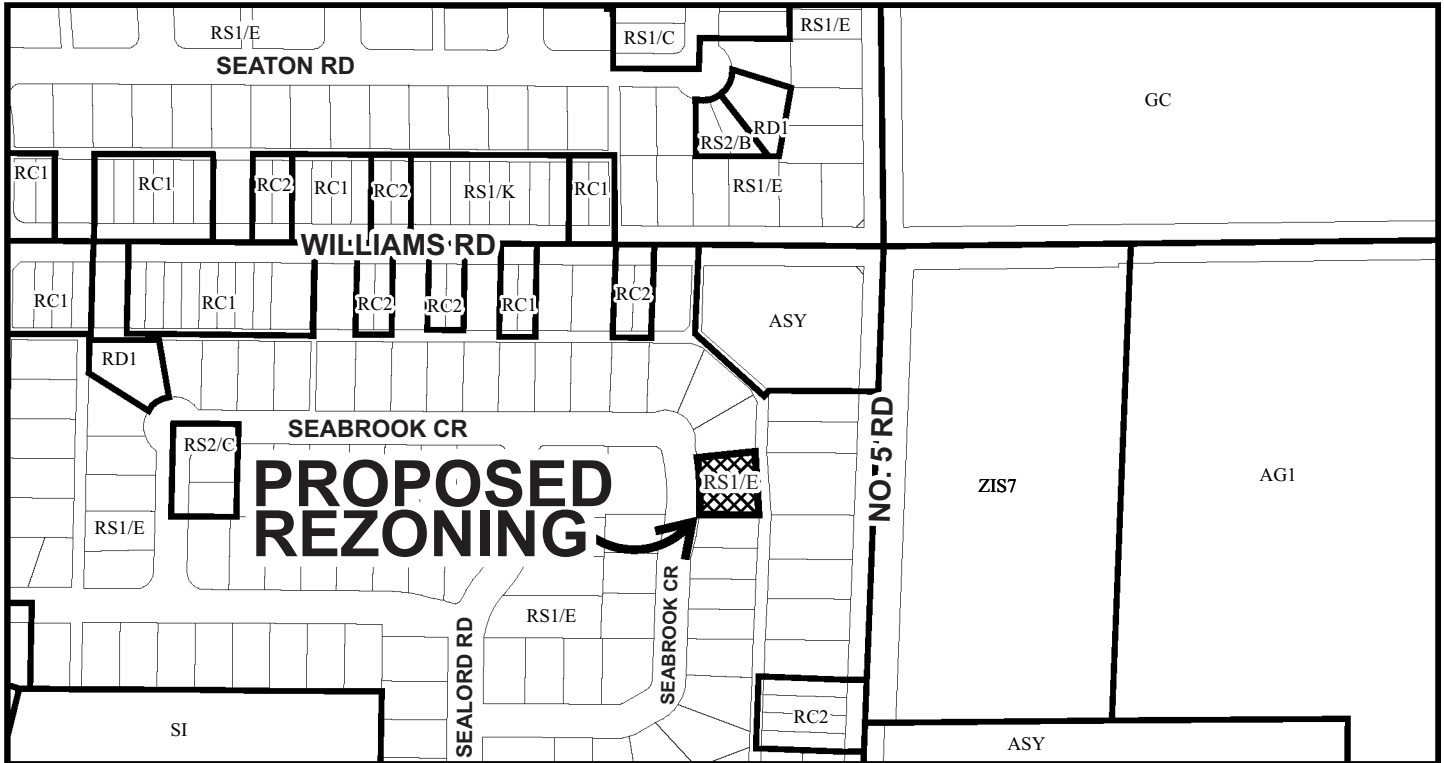 RS1/E
RS1/C
RS1/E
SEATON RD
GC
RD1
RS2/B
RC1
RC1
RC2
RC1
RC2
RS1/K
RC1
RS1/E
WILLIAMS RD
RC1
RC1
RC2
RC2
RC1
RC2
ASY
RD1
SEABROOK CR
RS2/C
NO. 5 RD
PROPOSED
REZONING
RS1/E
ZIS7
AG1
RS1/E
SEABROOK CR
RS1/E
SEALORD RD
RC2
SI
ASY